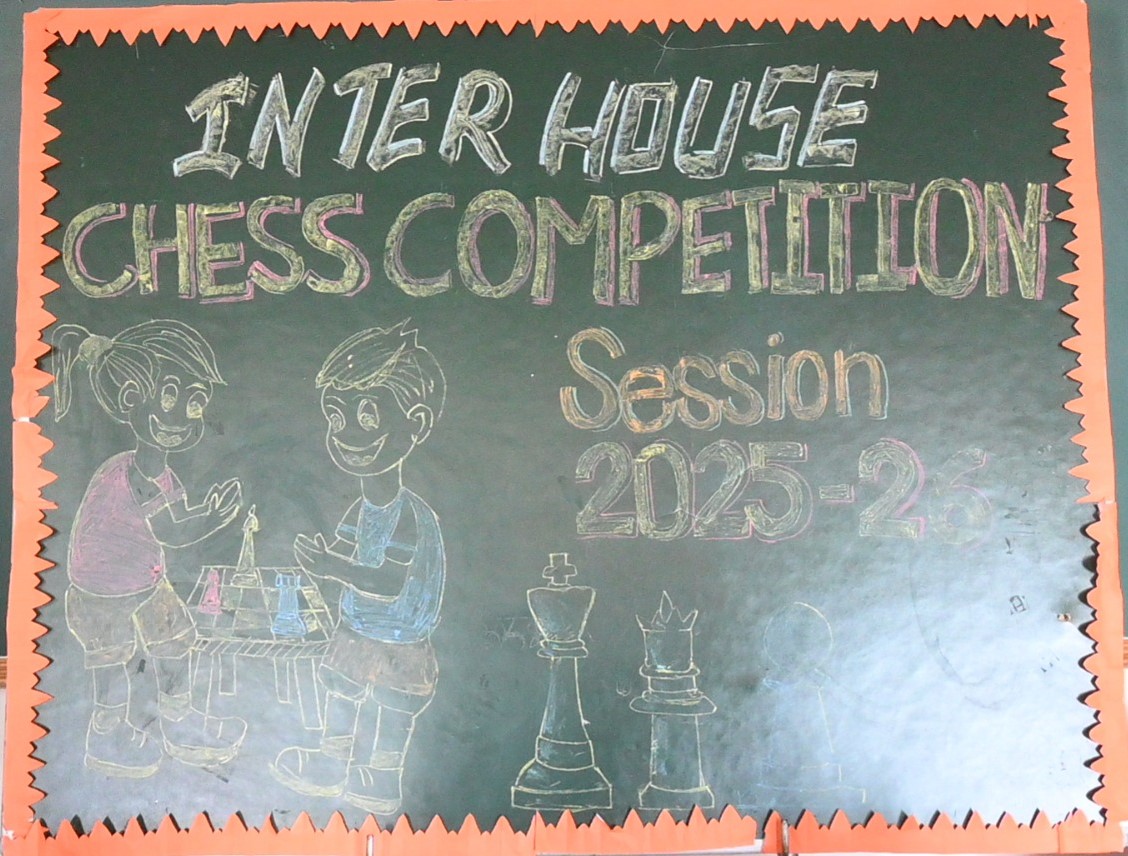 INTER HOUSE
CHESS COMPETITION
Session
2025-26